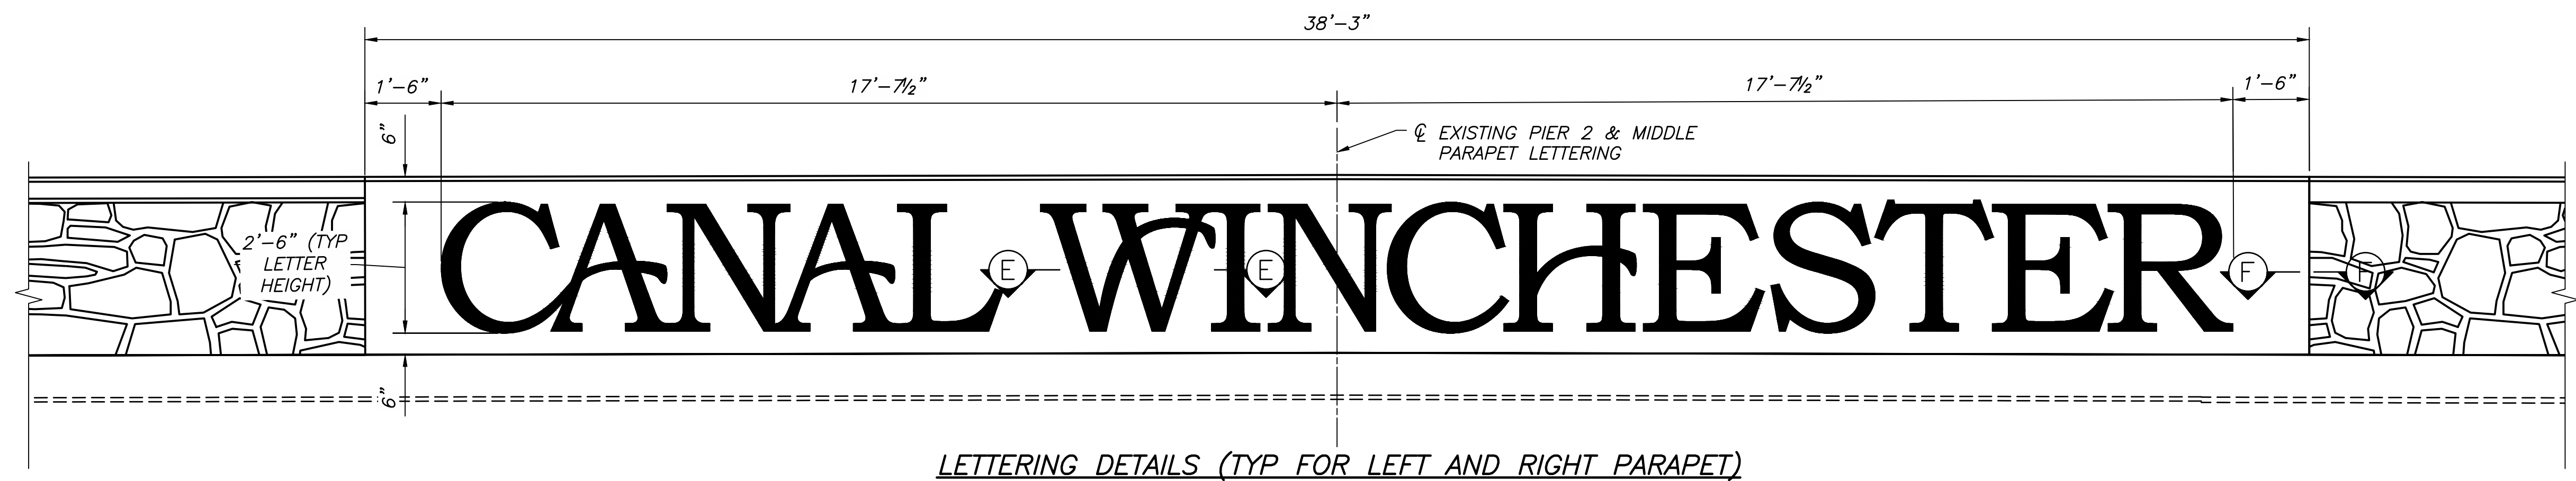 38'-3"
1'-6"
17'-7½"
17'-7½"
1'-6"
6"
℄ EXISTING PIER 2 & MIDDLE
PARAPET LETTERING
2'-6" (TYP
LETTER
HEIGHT)
CANAL WINCHESTER
E
E
F
F
6"
LETTERING DETAILS (TYP FOR LEFT AND RIGHT PARAPET)